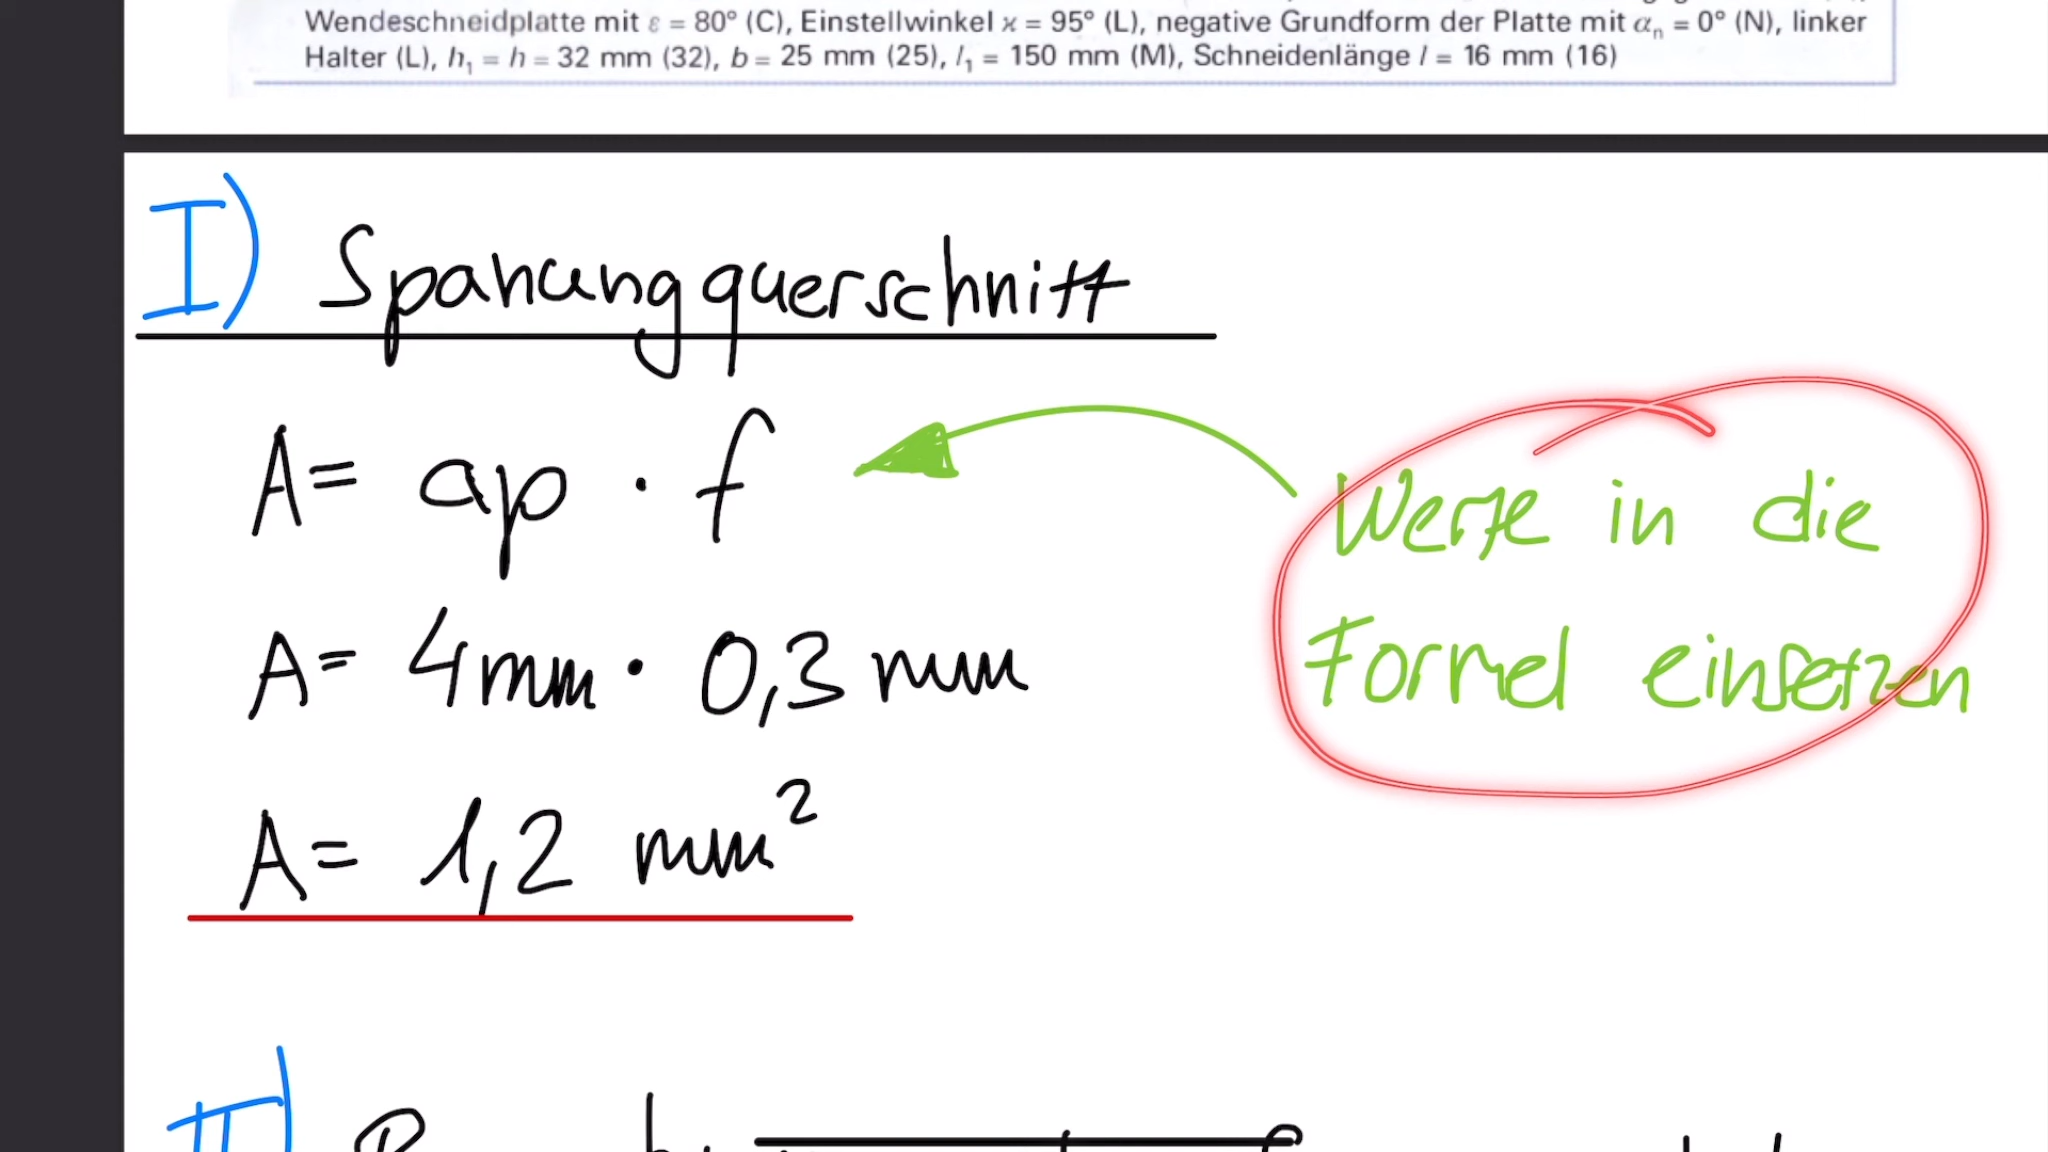 Wendeschneidplatte mit ε = 80° (C), Einstellwinkel ϰ = 95° (L), negative Grundform der Platte mit αₙ = 0° (N), linker
Halter (L), h₁ = h = 32 mm (32), b = 25 mm (25), l₁ = 150 mm (M), Schneidenlänge l = 16 mm (16)
I) Spanungquerschnitt
A= ap · f
Werte in die
Formel einsetzen
A= 4mm · 0,3 mm
A= 1,2 mm²
II)